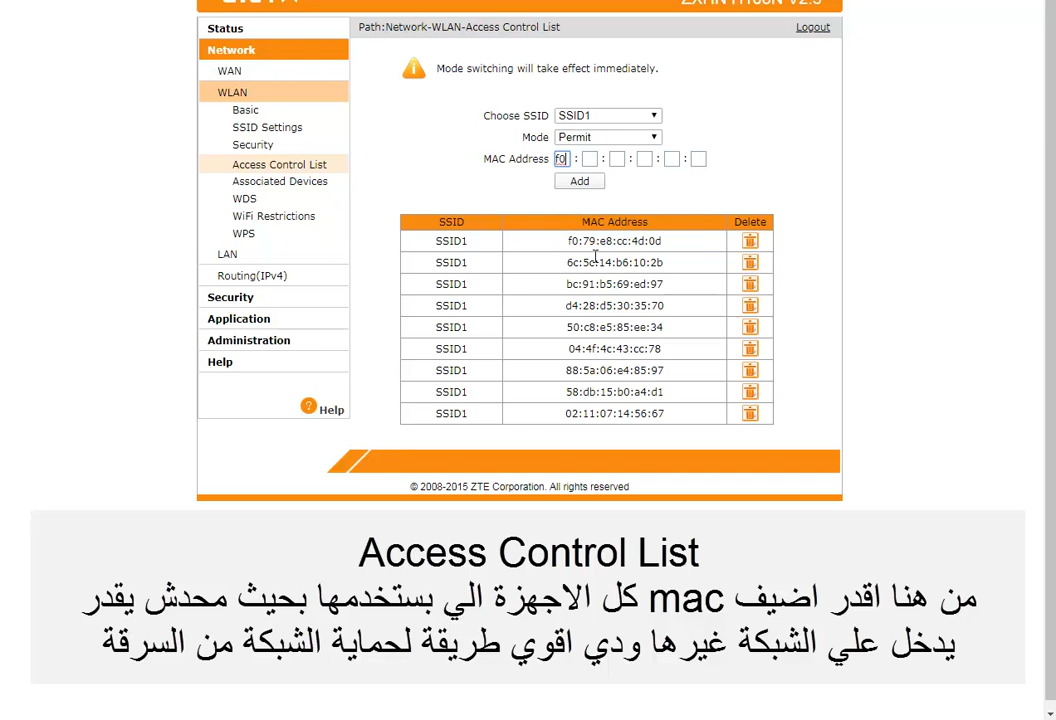 Path:Network-WLAN-Access Control List
Logout
Status
Network
WAN
WLAN
Basic
SSID Settings
Security
Access Control List
Associated Devices
WDS
WiFi Restrictions
WPS
LAN
Routing(IPv4)
Security
Application
Administration
Help
Help
Mode switching will take effect immediately.
Choose SSID SSID1
Mode Permit
MAC Address f0 : : : : :
Add
SSID MAC Address Delete
SSID1 f0:79:e8:cc:4d:0d
SSID1 6c:5c:14:b6:10:2b
SSID1 bc:91:b5:69:ed:97
SSID1 d4:28:d5:30:35:70
SSID1 50:c8:e5:85:ee:34
SSID1 04:4f:4c:43:cc:78
SSID1 88:5a:06:e4:85:97
SSID1 58:db:15:b0:a4:d1
SSID1 02:11:07:14:56:67
© 2008-2015 ZTE Corporation. All rights reserved
Access Control List
من هنا اقدر اضيف mac كل الاجهزة الي بستخدمها بحيث محدش يقدر
يدخل علي الشبكة غيرها ودي اقوي طريقة لحماية الشبكة من السرقة